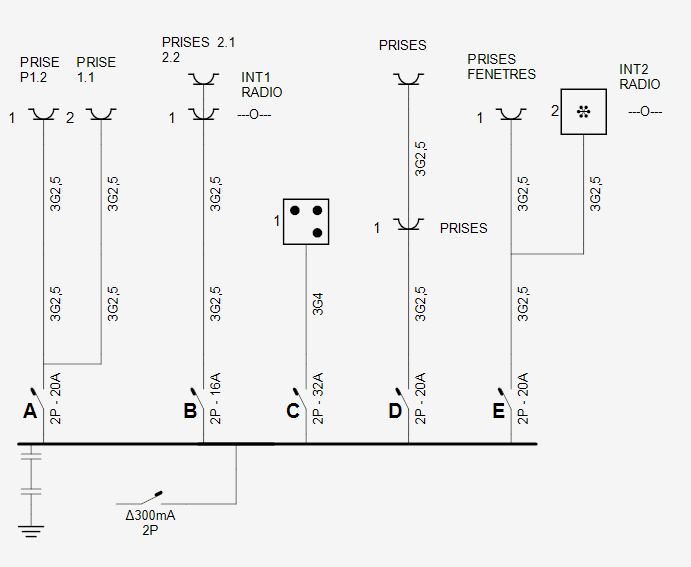 PRISES 2.1
2.2
PRISES
PRISE
P1.2
PRISE
1.1
INT1
RADIO
PRISES
FENETRES
INT2
RADIO
1
2
1
---O---
1
2
---O---
3G2,5
3G2,5
3G2,5
3G2,5
3G2,5
3G2,5
1
1
PRISES
3G2,5
3G2,5
3G2,5
3G4
3G2,5
3G2,5
A
2P - 20A
B
2P - 16A
C
2P - 32A
D
2P - 20A
E
2P - 20A
Δ300mA
2P